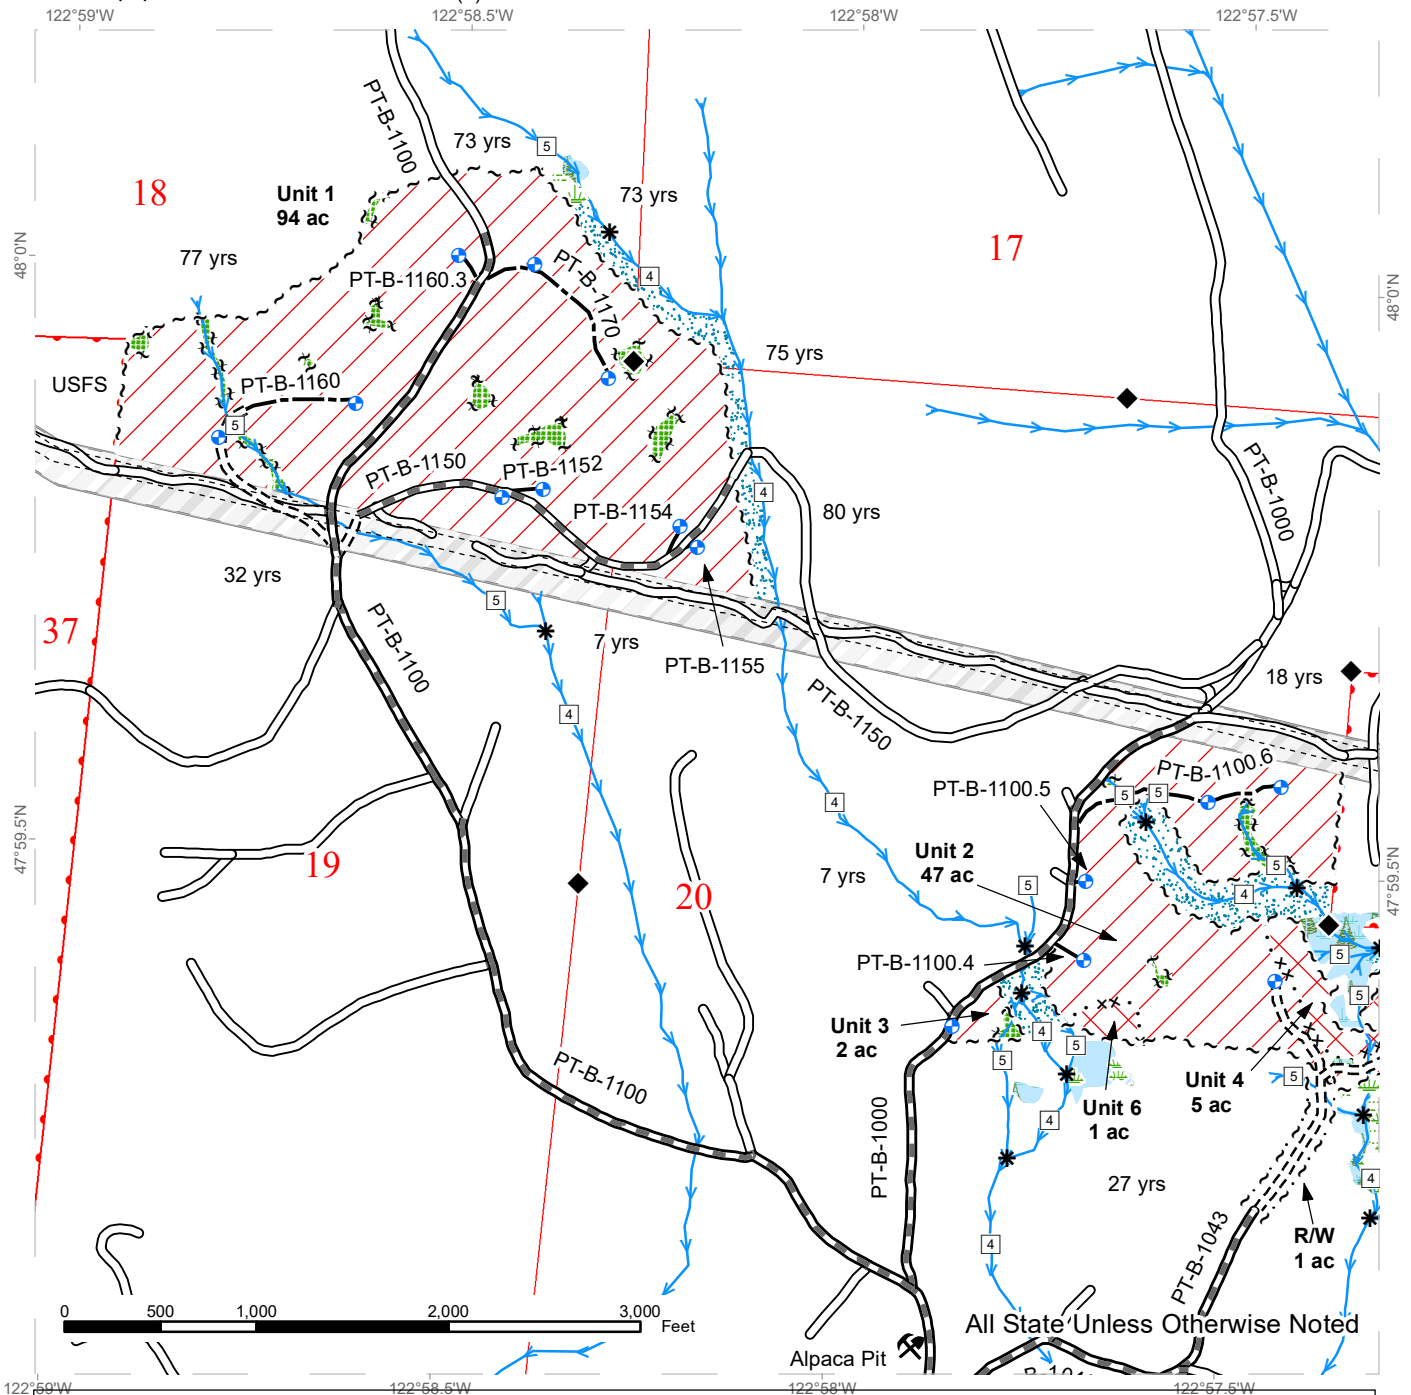 122°59'W
122°58.5'W
122°58'W
122°57.5'W
PT-B-1100
73 yrs
5
18
Unit 1
94 ac
73 yrs
17
77 yrs
48°0'N
48°0'N
PT-B-1160.3
PT-B-1170
4
75 yrs
USFS
PT-B-1160
5
PT-B-1150
PT-B-1152
PT-B-1154
4
80 yrs
PT-B-1000
32 yrs
5
37
PT-B-1100
7 yrs
PT-B-1155
18 yrs
4
PT-B-1150
PT-B-1100.6
PT-B-1100.5
5
5
4
47°59.5'N
47°59.5'N
19
20
7 yrs
Unit 2
47 ac
5
5
4
PT-B-1100.4
5
5
Unit 3
2 ac
4
5
5
Unit 4
5 ac
5
PT-B-1100
PT-B-1000
Unit 6
1 ac
4
27 yrs
4
4
PT-B-1043
R/W
1 ac
0
500
1,000
2,000
3,000
Feet
All State Unless Otherwise Noted
Alpaca Pit
122°59'W
122°58.5'W
122°58'W
122°57.5'W